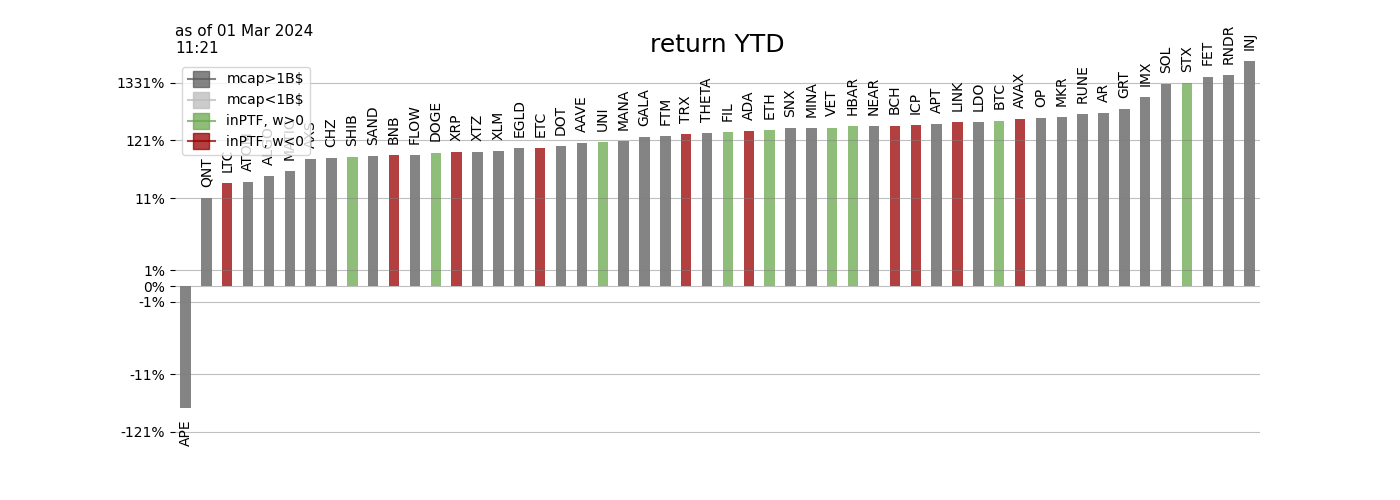 as of 01 Mar 2024
11:21
return YTD
mcap>1B$
mcap<1B$
inPTF, w>0
inPTF, w<0
1331%
121%
11%
1%
0%
-1%
-11%
-121%
APE
QNT
LTC
ATOM
ALGO
MATIC
AXS
CHZ
SHIB
SAND
BNB
FLOW
DOGE
XRP
XTZ
XLM
EGLD
ETC
DOT
AAVE
UNI
MANA
GALA
FTM
TRX
THETA
FIL
ADA
ETH
SNX
MINA
VET
HBAR
NEAR
BCH
ICP
APT
LINK
LDO
BTC
AVAX
OP
MKR
RUNE
AR
GRT
IMX
SOL
STX
FET
RNDR
INJ